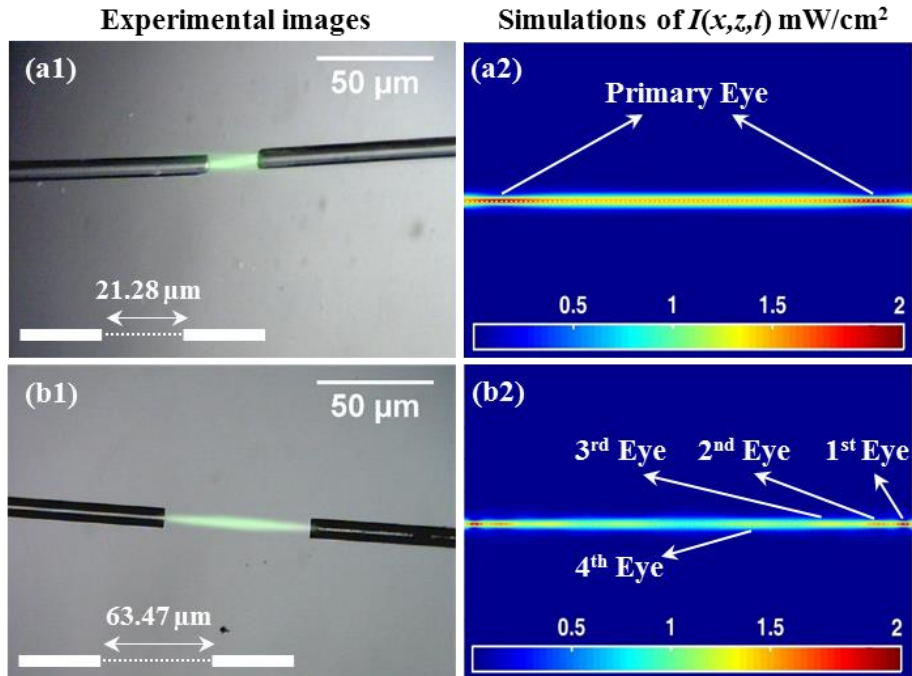 Experimental images
Simulations of I(x,z,t) mW/cm²
(a1)
50 µm
21.28 µm
(a2)
Primary Eye
0.5 1 1.5 2
(b1)
50 µm
63.47 µm
(b2)
3rd Eye 2nd Eye 1st Eye
4th Eye
0.5 1 1.5 2